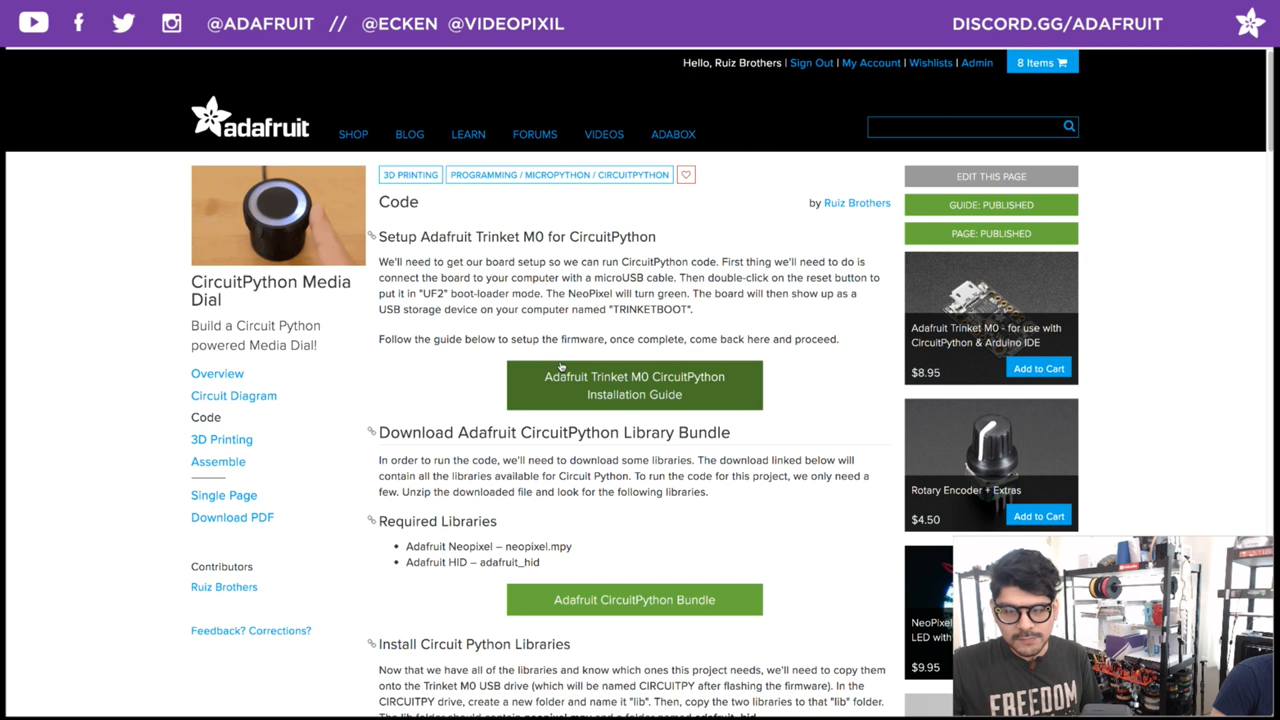 @ADAFRUIT // @ECKEN @VIDEOPIXIL
DISCORD.GG/ADAFRUIT
Hello, Ruiz Brothers | Sign Out | My Account | Wishlists | Admin
8 Items
adafruit
SHOP
BLOG
LEARN
FORUMS
VIDEOS
ADABOX
CircuitPython Media
Dial
Build a Circuit Python
powered Media Dial!
Overview
Circuit Diagram
Code
3D Printing
Assemble
Single Page
Download PDF
Contributors
Ruiz Brothers
Feedback? Corrections?
3D PRINTING
PROGRAMMING / MICROPYTHON / CIRCUITPYTHON
Code
by Ruiz Brothers
Setup Adafruit Trinket M0 for CircuitPython
We'll need to get our board setup so we can run CircuitPython code. First thing we'll need to do is
connect the board to your computer with a microUSB cable. Then double-click on the reset button to
put it in "UF2" boot-loader mode. The NeoPixel will turn green. The board will then show up as a
USB storage device on your computer named "TRINKETBOOT".
Follow the guide below to setup the firmware, once complete, come back here and proceed.
Adafruit Trinket M0 CircuitPython
Installation Guide
Download Adafruit CircuitPython Library Bundle
In order to run the code, we'll need to download some libraries. The download linked below will
contain all the libraries available for Circuit Python. To run the code for this project, we only need a
few. Unzip the downloaded file and look for the following libraries.
Required Libraries
• Adafruit Neopixel – neopixel.mpy
• Adafruit HID – adafruit_hid
Adafruit CircuitPython Bundle
Install Circuit Python Libraries
Now that we have all of the libraries and know which ones this project needs, we'll need to copy them
onto the Trinket M0 USB drive (which will be named CIRCUITPY after flashing the firmware). In the
CIRCUITPY drive, create a new folder and name it "lib". Then, copy the two libraries to that "lib" folder.
The lib folder should contain neopixel.mpy and a folder named adafruit_hid.
EDIT THIS PAGE
GUIDE: PUBLISHED
PAGE: PUBLISHED
Adafruit Trinket M0 - for use with
CircuitPython & Arduino IDE
$8.95
Add to Cart
Rotary Encoder + Extras
$4.50
Add to Cart
NeoPixel
LED with
$9.95
FREEDOM